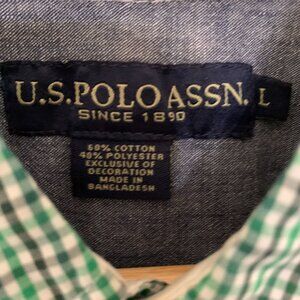 U.S. POLO ASSN. L
SINCE 1890
60% COTTON
40% POLYESTER
EXCLUSIVE OF
DECORATION
MADE IN
BANGLADESH